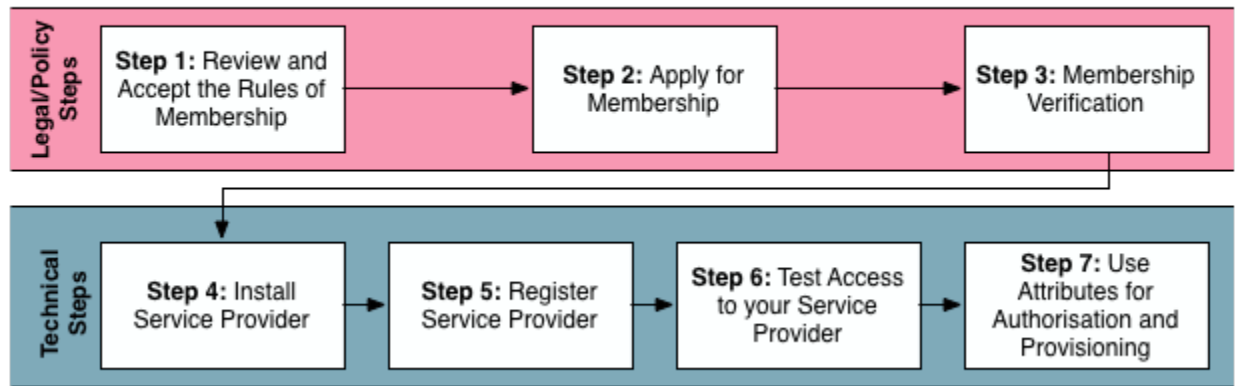 Legal/Policy
Steps
Step 1: Review and
Accept the Rules of
Membership
Step 2: Apply for
Membership
Step 3: Membership
Verification
Technical
Steps
Step 4: Install
Service Provider
Step 5: Register
Service Provider
Step 6: Test Access
to your Service
Provider
Step 7: Use
Attributes for
Authorisation and
Provisioning